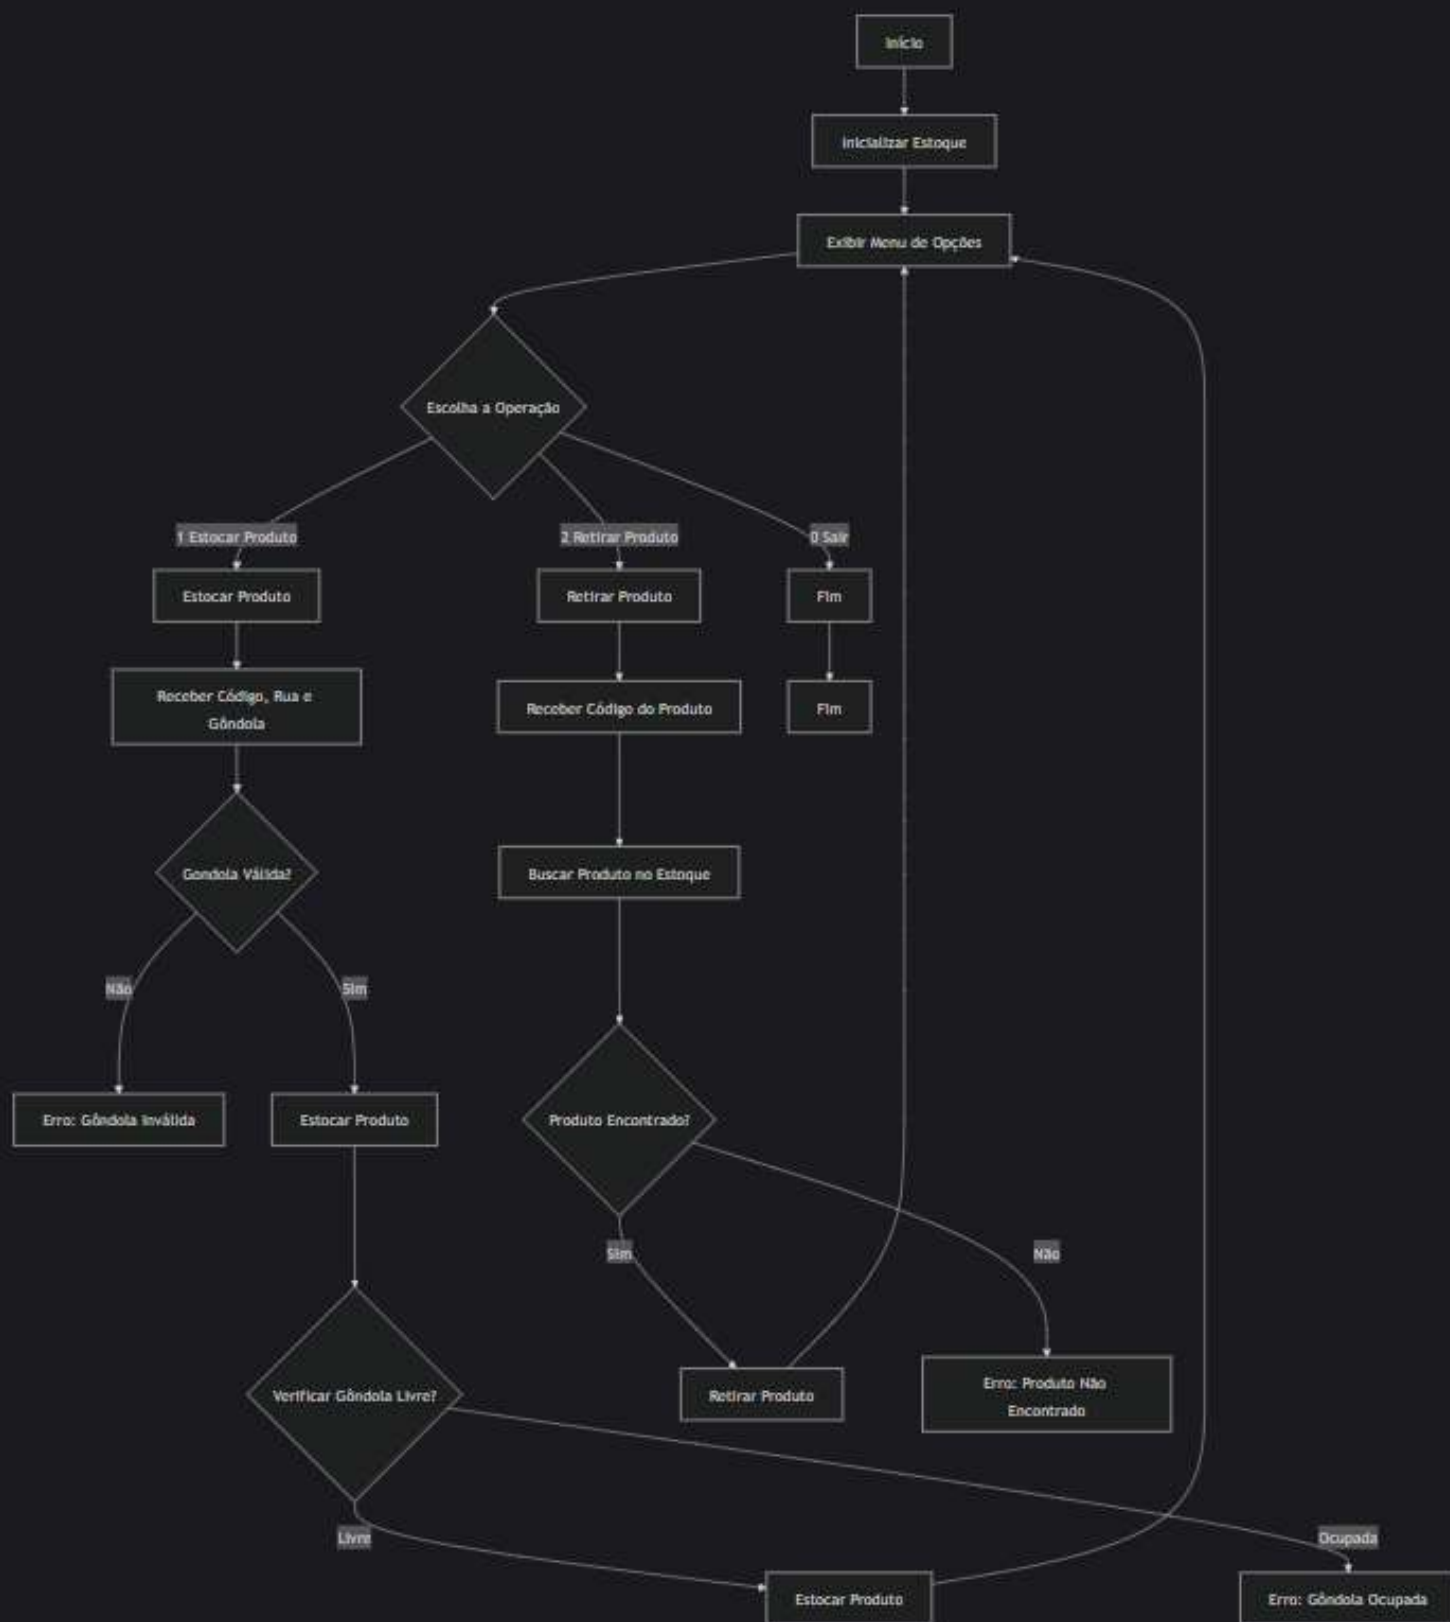 Início
Inicializar Estoque
Exibir Menu de Opções
Escolha a Operação
1 Estocar Produto
2 Retirar Produto
0 Sair
Estocar Produto
Retirar Produto
Fim
Receber Código, Rua e
Gôndola
Receber Código do Produto
Fim
Gondola Válida?
Buscar Produto no Estoque
Não
Sim
Erro: Gôndola Inválida
Estocar Produto
Produto Encontrado?
Sim
Não
Verificar Gôndola Livre?
Retirar Produto
Erro: Produto Não
Encontrado
Livre
Ocupada
Estocar Produto
Erro: Gôndola Ocupada